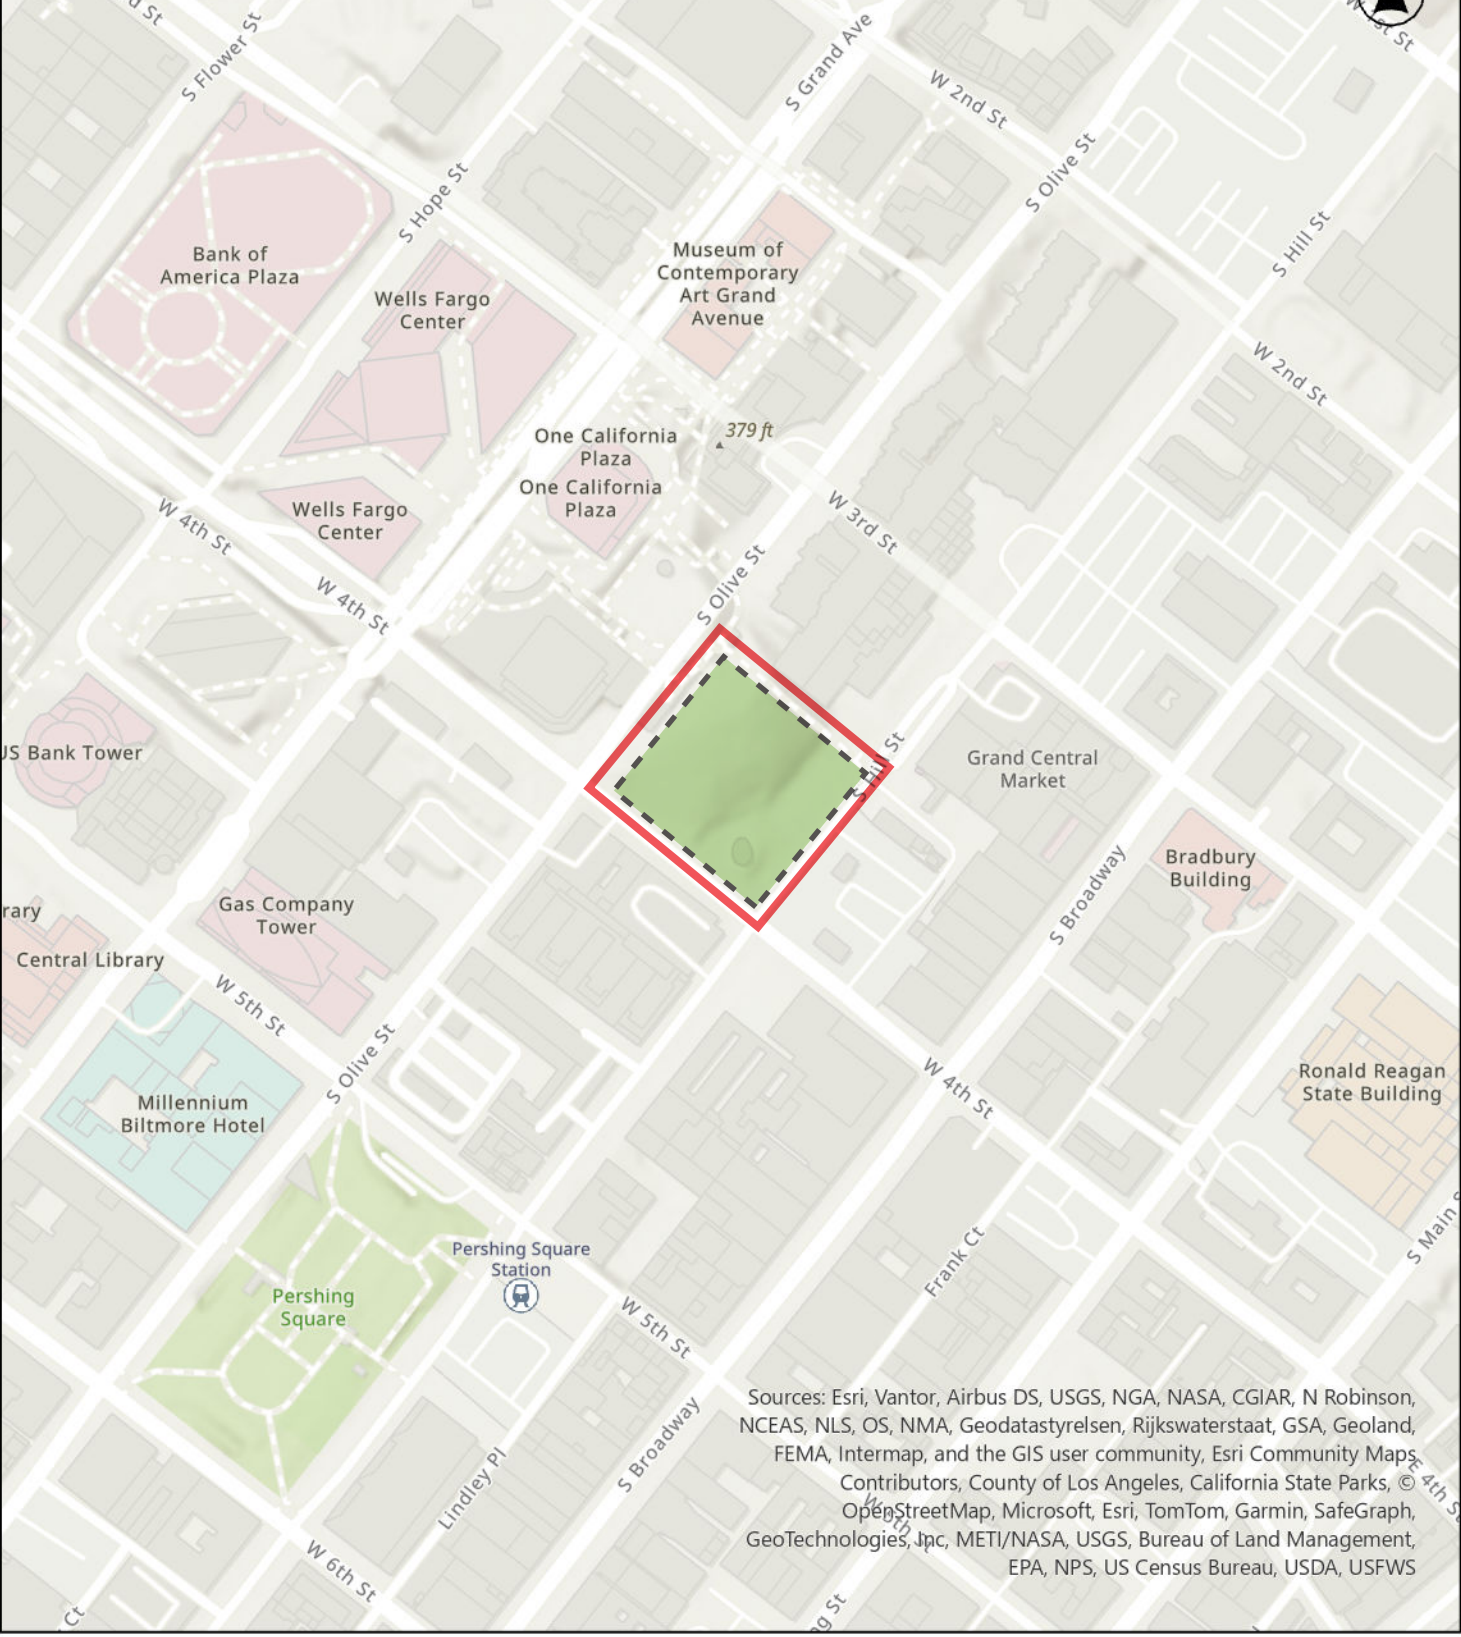 S Flower St
S Grand Ave
W 2nd St
S Olive St
S Hope St
S Hill St
Bank of
America Plaza
Museum of
Contemporary
Art Grand
Avenue
Wells Fargo
Center
W 2nd St
One California
Plaza
379 ft
One California
Plaza
Wells Fargo
Center
W 4th St
W 3rd St
W 4th St
S Olive St
US Bank Tower
S Hill St
Grand Central
Market
Bradbury
Building
S Broadway
Gas Company
Tower
rary
Central Library
W 5th St
S Olive St
W 4th St
Ronald Reagan
State Building
Millennium
Biltmore Hotel
S Main S
Frank Ct
Pershing Square
Station
Pershing
Square
W 5th St
S Broadway
Lindley Pl
W 6th St
Sources: Esri, Vantor, Airbus DS, USGS, NGA, NASA, CGIAR, N Robinson,
NCEAS, NLS, OS, NMA, Geodatastyrelsen, Rijkswaterstaat, GSA, Geoland,
FEMA, Intermap, and the GIS user community, Esri Community Maps
Contributors, County of Los Angeles, California State Parks, ©
OpenStreetMap, Microsoft, Esri, TomTom, Garmin, SafeGraph,
GeoTechnologies, Inc, METI/NASA, USGS, Bureau of Land Management,
EPA, NPS, US Census Bureau, USDA, USFWS
E 4th St
Ct
ng St